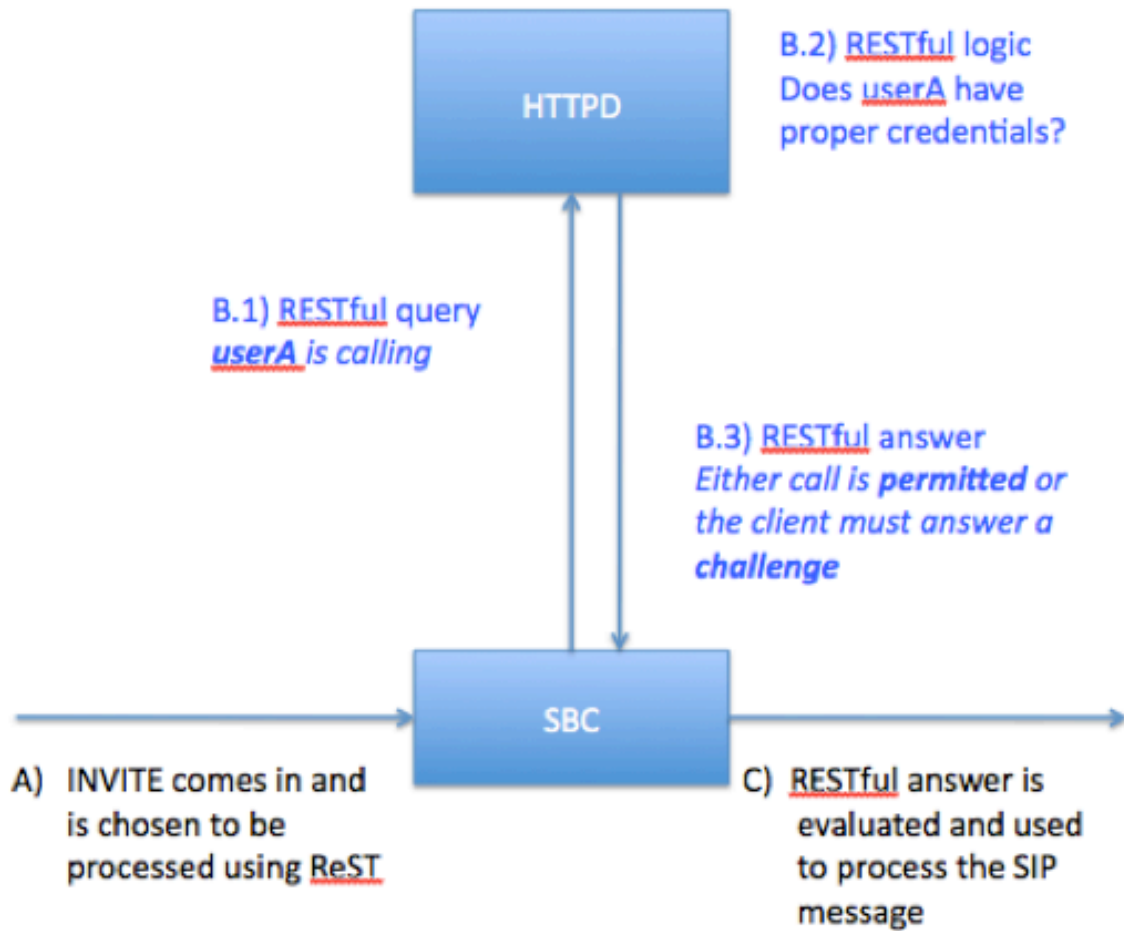 HTTPD
B.2) RESTful logic
Does userA have
proper credentials?
B.1) RESTful query
userA is calling
B.3) RESTful answer
Either call is permitted or
the client must answer a
challenge
SBC
A) INVITE comes in and
is chosen to be
processed using ReST
C) RESTful answer is
evaluated and used
to process the SIP
message